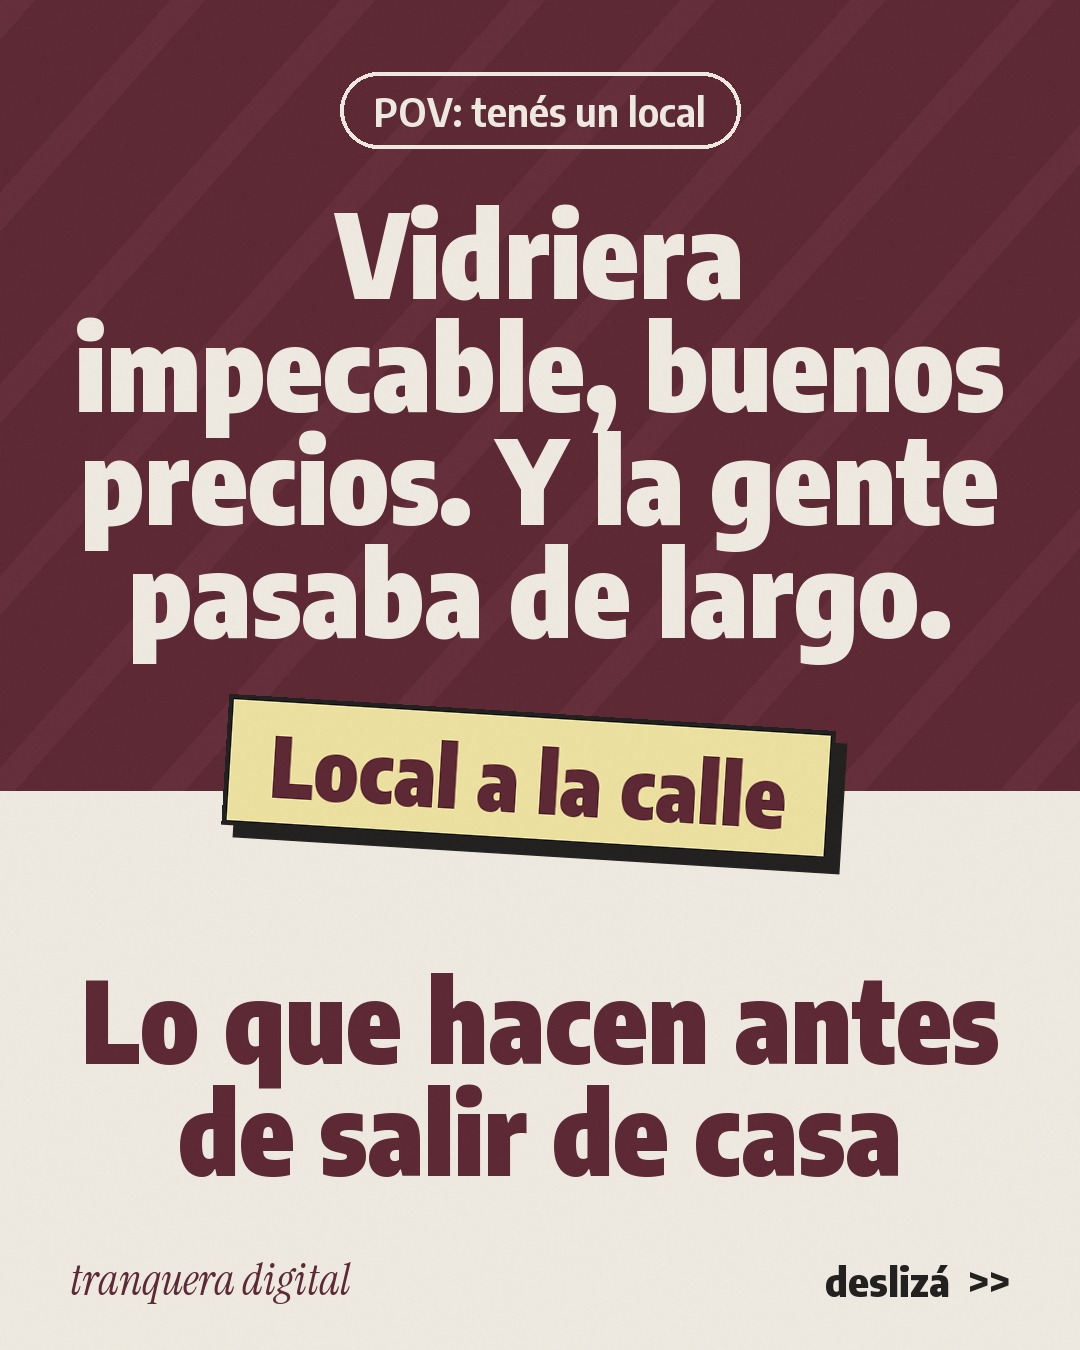 POV: tenés un local
Vidriera
impecable, buenos
precios. Y la gente
pasaba de largo.
Local a la calle
Lo que hacen antes
de salir de casa
tranquera digital
deslizá >>